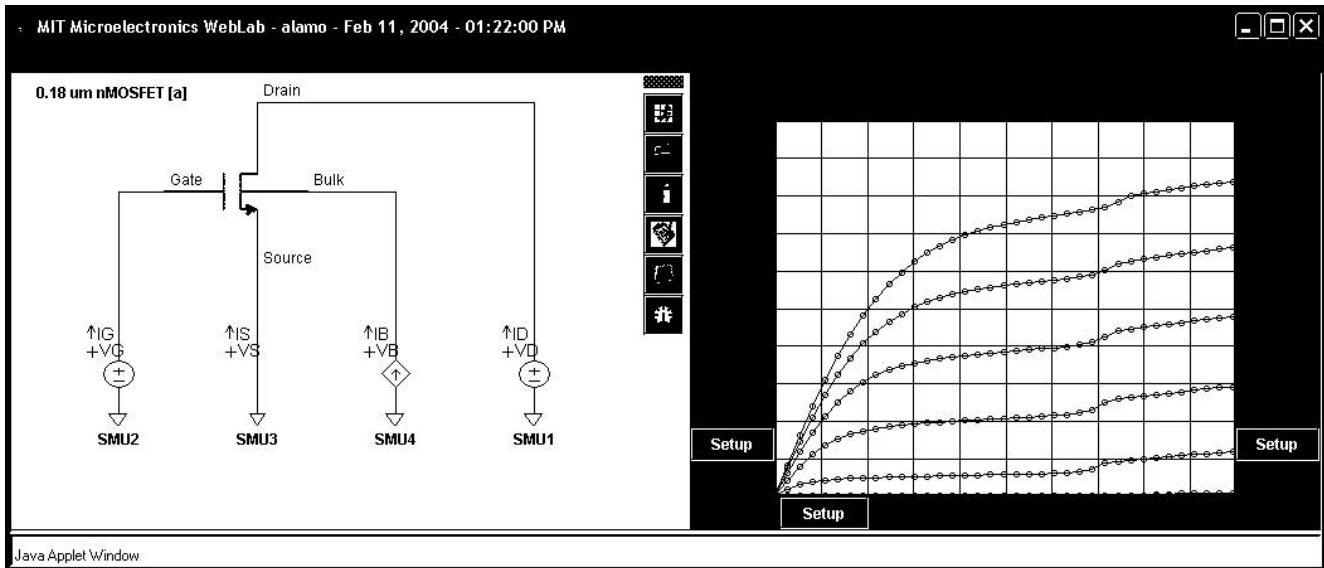 MIT Microelectronics WebLab - alamo - Feb 11, 2004 - 01:22:00 PM
0.18 um nMOSFET [a]
Drain
Gate
Bulk
Source
↑IG
+VG
↑IS
+VS
↑IB
+VB
↑ID
+VD
SMU2
SMU3
SMU4
SMU1
Setup
Setup
Setup
Java Applet Window